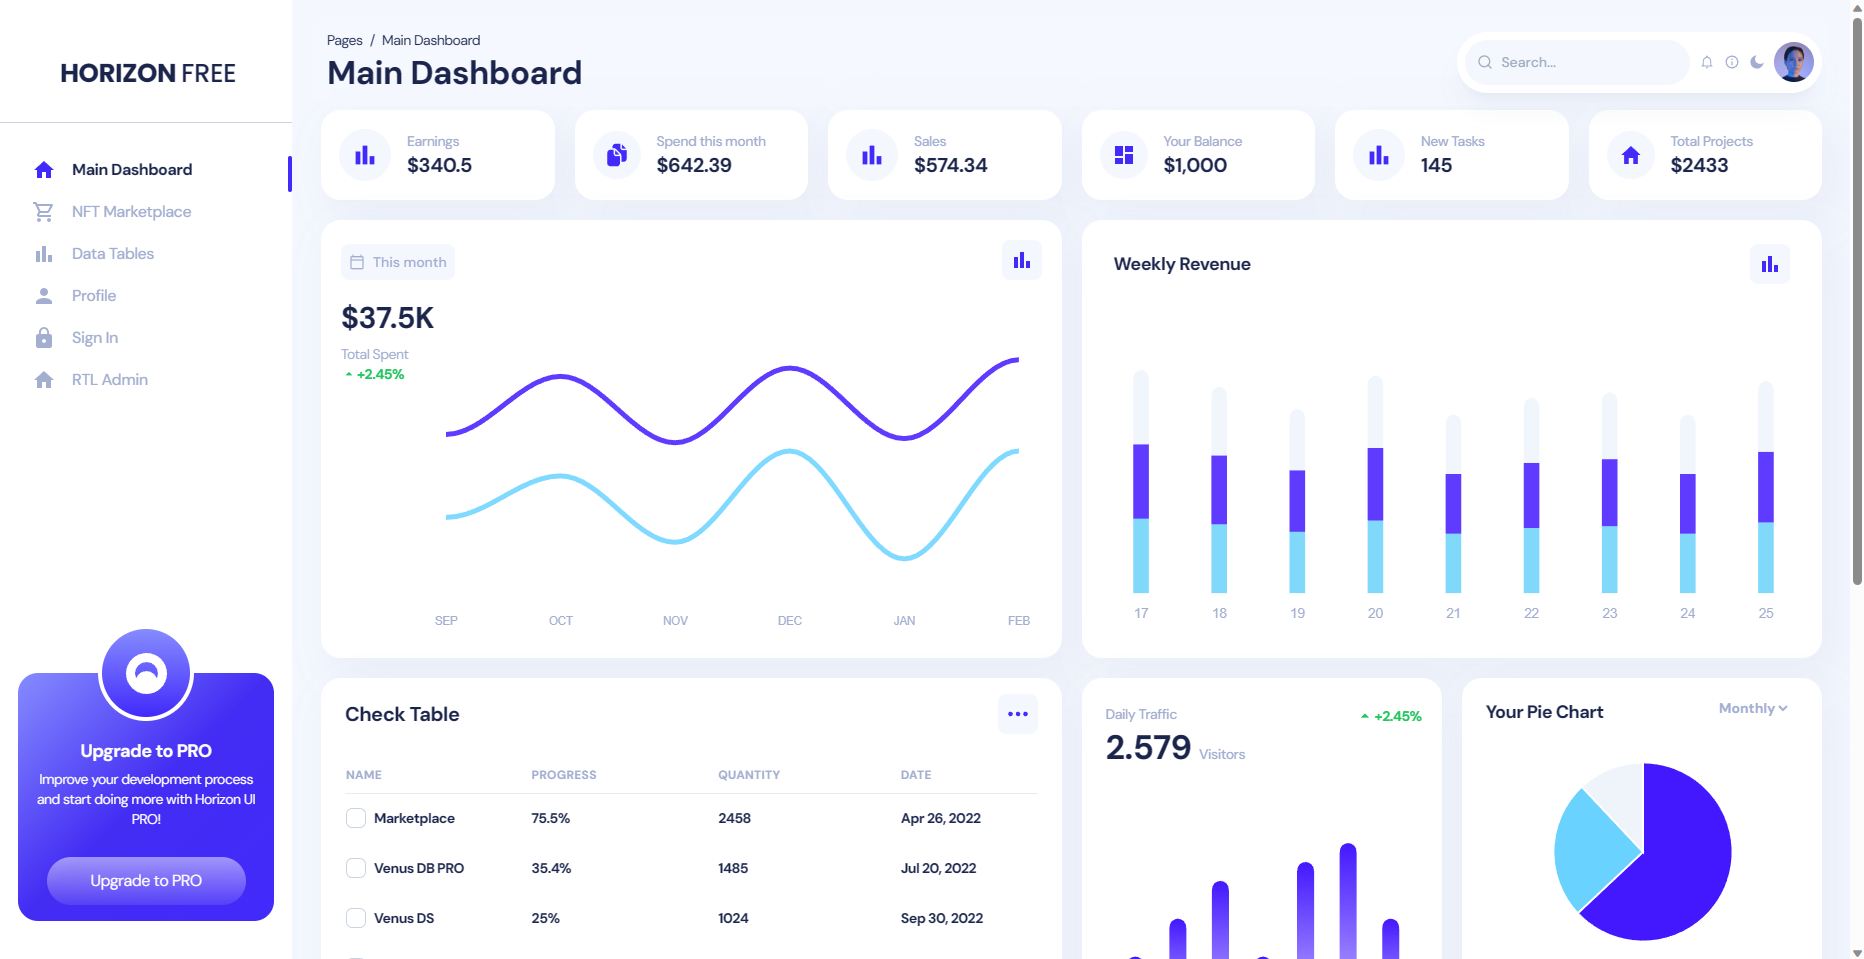 HORIZON FREE
Main Dashboard
NFT Marketplace
Data Tables
Profile
Sign In
RTL Admin
Upgrade to PRO
Improve your development process
and start doing more with Horizon UI
PRO!
Upgrade to PRO
Pages / Main Dashboard
Main Dashboard
Search...
Earnings
$340.5
Spend this month
$642.39
Sales
$574.34
Your Balance
$1,000
New Tasks
145
Total Projects
$2433
This month
$37.5K
Total Spent
+2.45%
SEP OCT NOV DEC JAN FEB
Weekly Revenue
17 18 19 20 21 22 23 24 25
Check Table
NAME PROGRESS QUANTITY DATE
Marketplace 75.5% 2458 Apr 26, 2022
Venus DB PRO 35.4% 1485 Jul 20, 2022
Venus DS 25% 1024 Sep 30, 2022
Daily Traffic
+2.45%
2.579 Visitors
Your Pie Chart
Monthly